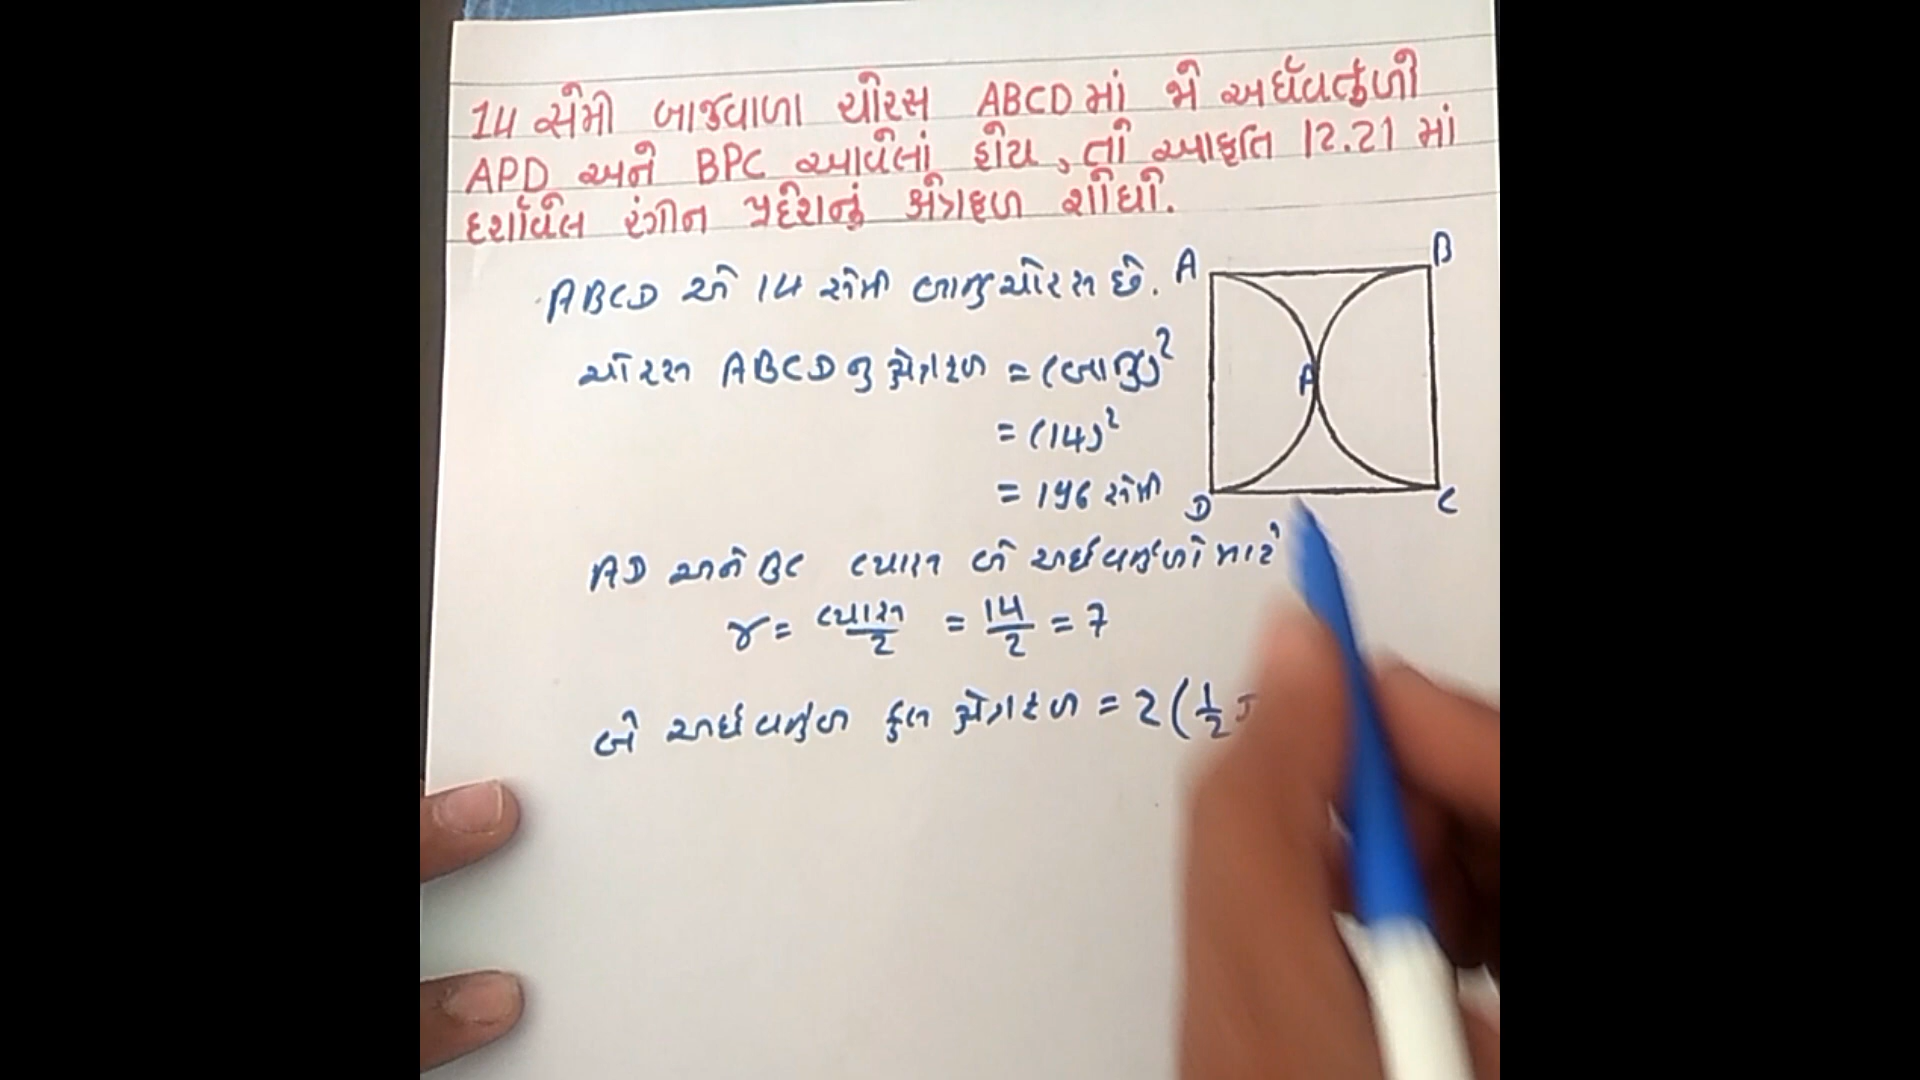 14 સેમી બાજુવાળા ચોરસ ABCD માં બે અર્ધવર્તુળો
APD અને BPC આવેલાં હોય, તો આકૃતિ 12.21 માં
દર્શાવેલ રંગીન પ્રદેશનું ક્ષેત્રફળ શોધો.
ABCD એ 14 સેમી બાજુ ચોરસ છે.
A B
ચોરસ ABCD નુ ક્ષેત્રફળ = (બાજુ)²
= (14)²
= 196 સેમી
D C
AD અને BC વ્યાસ બે અર્ધવર્તુળો માટે
r = વ્યાસ/2 = 14/2 = 7
બે અર્ધવર્તુળ કુલ ક્ષેત્રફળ = 2 (1/2